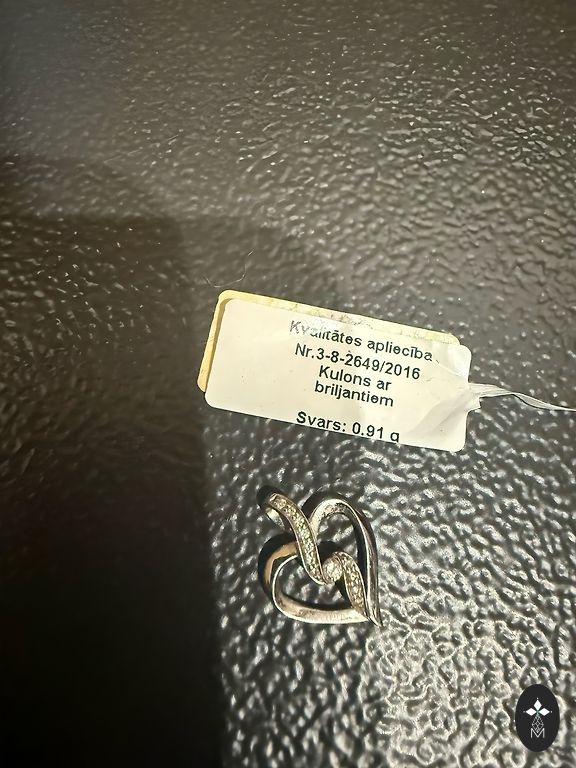 Kvalitātes apliecība
Nr.3-8-2649/2016
Kulons ar
briljantiem
Svars: 0.91 g
M